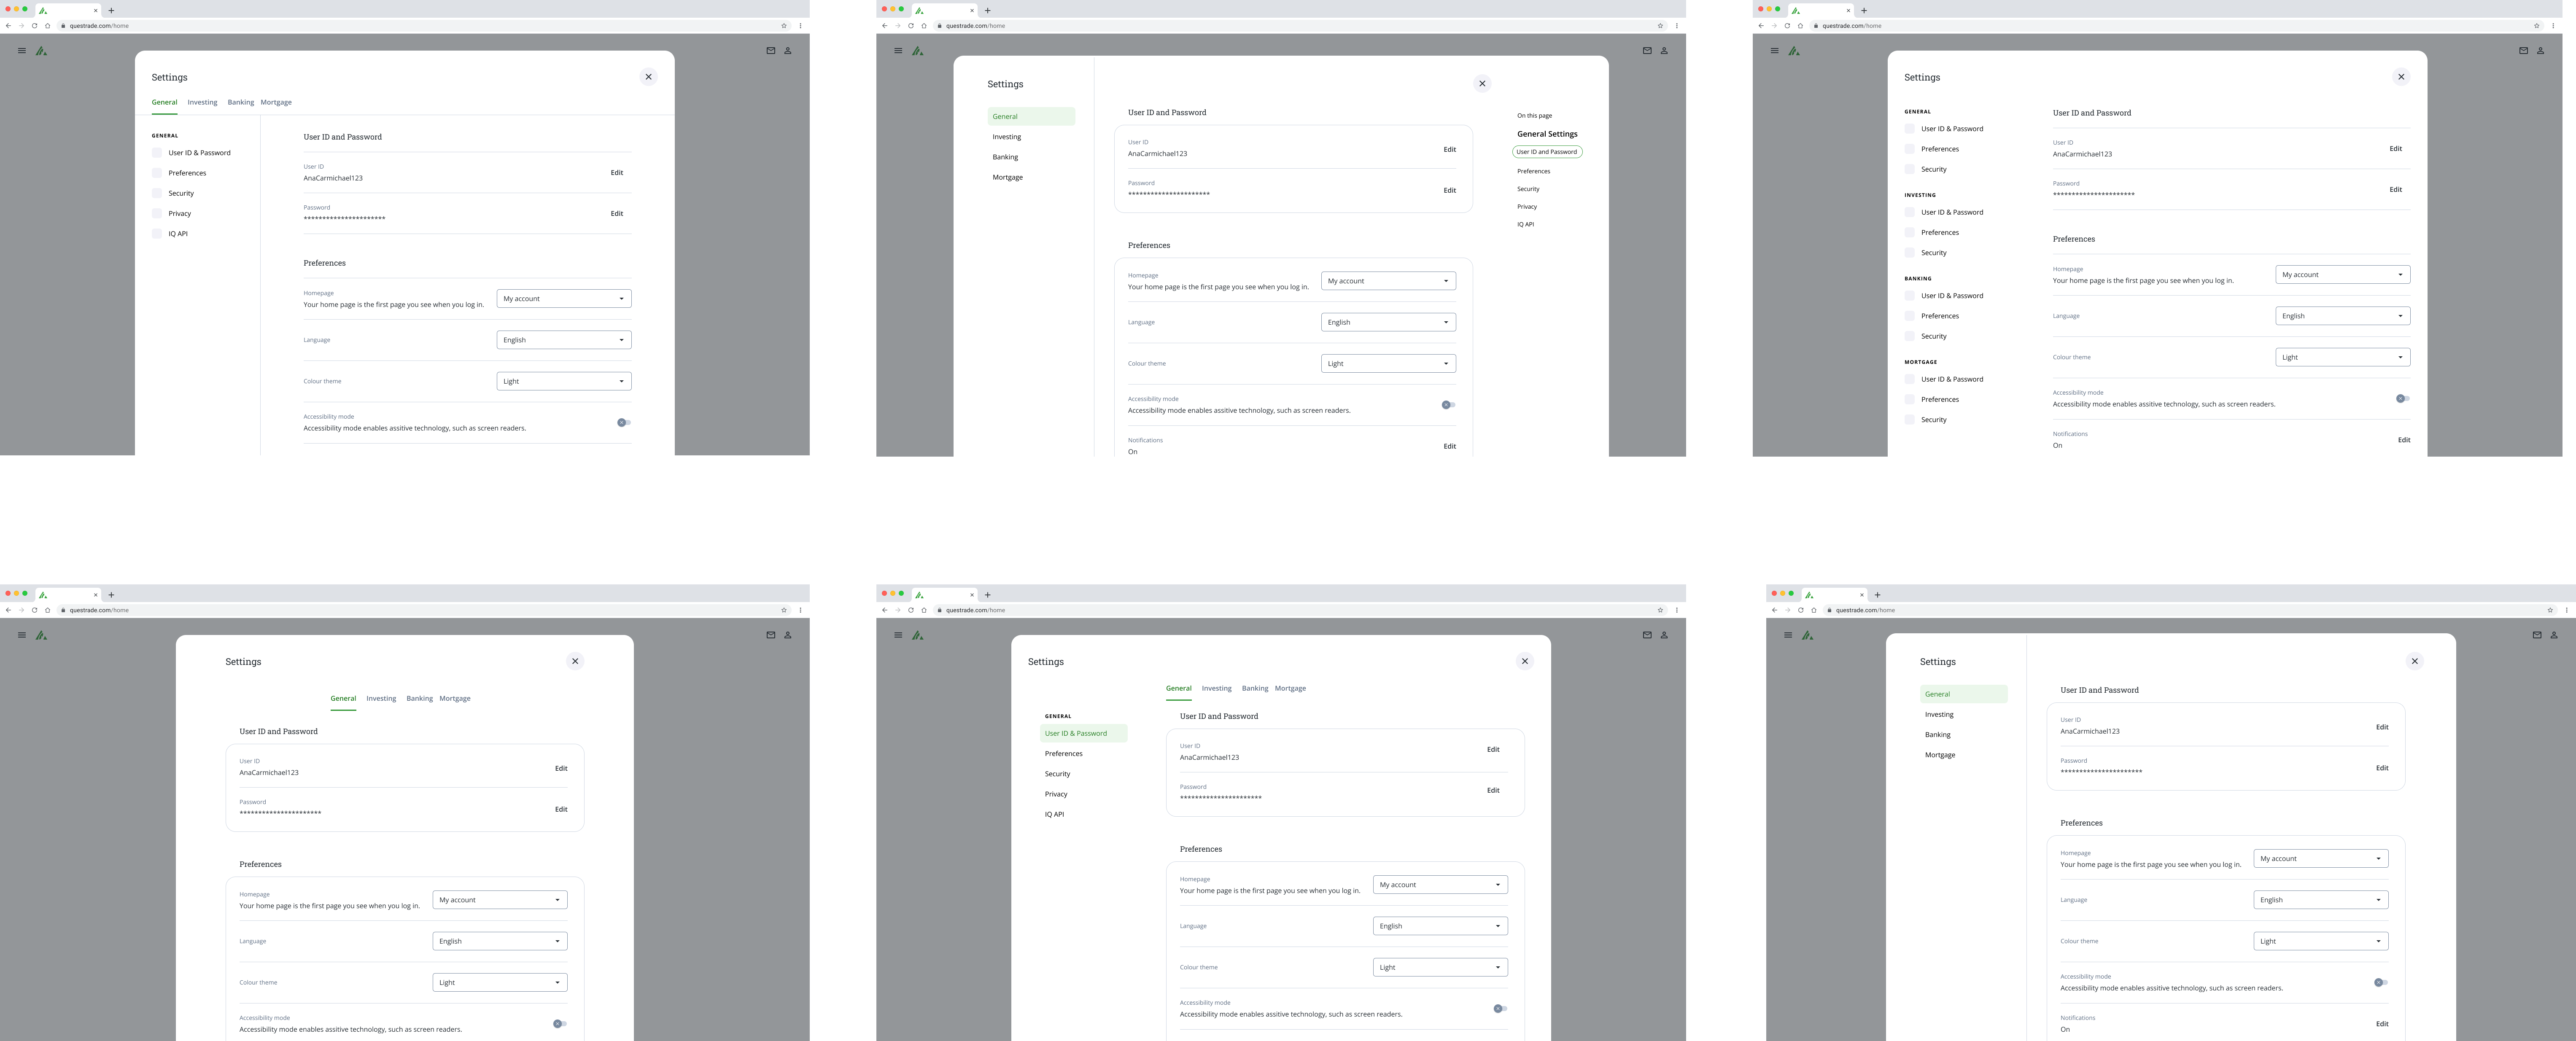 questrade.com/home
Settings
General Investing Banking Mortgage
GENERAL
User ID & Password
Preferences
Security
Privacy
IQ API
User ID and Password
User ID
AnaCarmichael123
Edit
Password
**********************
Edit
Preferences
Homepage
Your home page is the first page you see when you log in.
My account
Language
English
Colour theme
Light
Accessibility mode
Accessibility mode enables assitive technology, such as screen readers.
questrade.com/home
Settings
General
Investing
Banking
Mortgage
User ID and Password
User ID
AnaCarmichael123
Edit
Password
**********************
Edit
Preferences
Homepage
Your home page is the first page you see when you log in.
My account
Language
English
Colour theme
Light
Accessibility mode
Accessibility mode enables assitive technology, such as screen readers.
Notifications
On
Edit
On this page
General Settings
User ID and Password
Preferences
Security
Privacy
IQ API
questrade.com/home
Settings
GENERAL
User ID & Password
Preferences
Security
INVESTING
User ID & Password
Preferences
Security
BANKING
User ID & Password
Preferences
Security
MORTGAGE
User ID & Password
Preferences
Security
User ID and Password
User ID
AnaCarmichael123
Edit
Password
**********************
Edit
Preferences
Homepage
Your home page is the first page you see when you log in.
My account
Language
English
Colour theme
Light
Accessibility mode
Accessibility mode enables assitive technology, such as screen readers.
Notifications
On
Edit
questrade.com/home
Settings
General Investing Banking Mortgage
User ID and Password
User ID
AnaCarmichael123
Edit
Password
**********************
Edit
Preferences
Homepage
Your home page is the first page you see when you log in.
My account
Language
English
Colour theme
Light
Accessibility mode
Accessibility mode enables assitive technology, such as screen readers.
questrade.com/home
Settings
General Investing Banking Mortgage
GENERAL
User ID & Password
Preferences
Security
Privacy
IQ API
User ID and Password
User ID
AnaCarmichael123
Edit
Password
**********************
Edit
Preferences
Homepage
Your home page is the first page you see when you log in.
My account
Language
English
Colour theme
Light
Accessibility mode
Accessibility mode enables assitive technology, such as screen readers.
questrade.com/home
Settings
General
Investing
Banking
Mortgage
User ID and Password
User ID
AnaCarmichael123
Edit
Password
**********************
Edit
Preferences
Homepage
Your home page is the first page you see when you log in.
My account
Language
English
Colour theme
Light
Accessibility mode
Accessibility mode enables assitive technology, such as screen readers.
Notifications
On
Edit